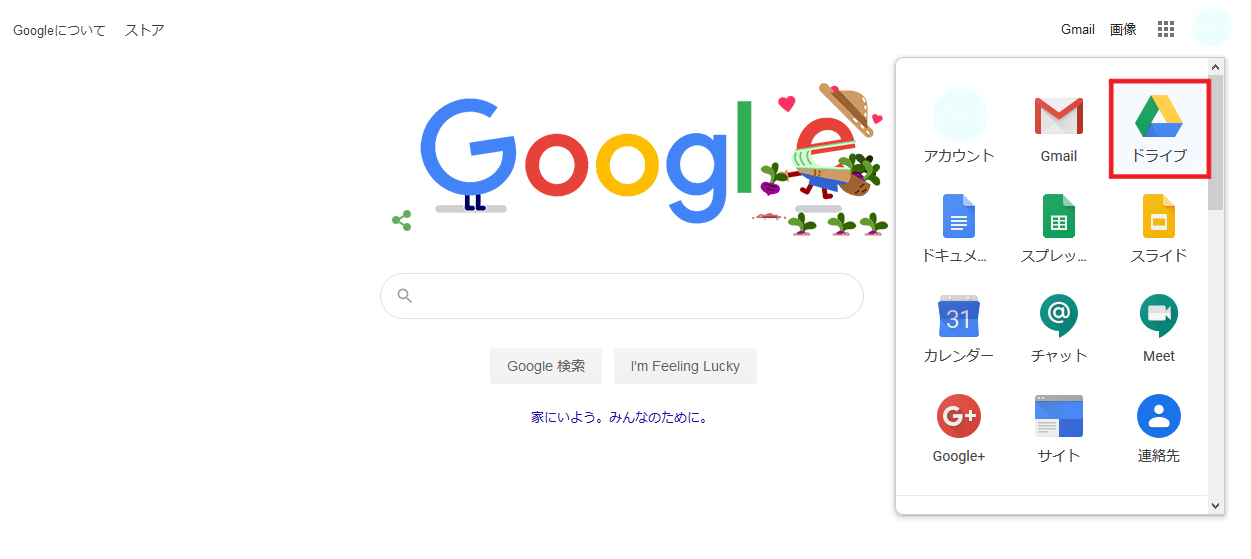 Googleについて ストア
Gmail 画像
Google
Google 検索 I'm Feeling Lucky
家にいよう。みんなのために。
アカウント Gmail ドライブ
ドキュメ... スプレッ... スライド
31
カレンダー チャット Meet
G+
Google+ サイト 連絡先